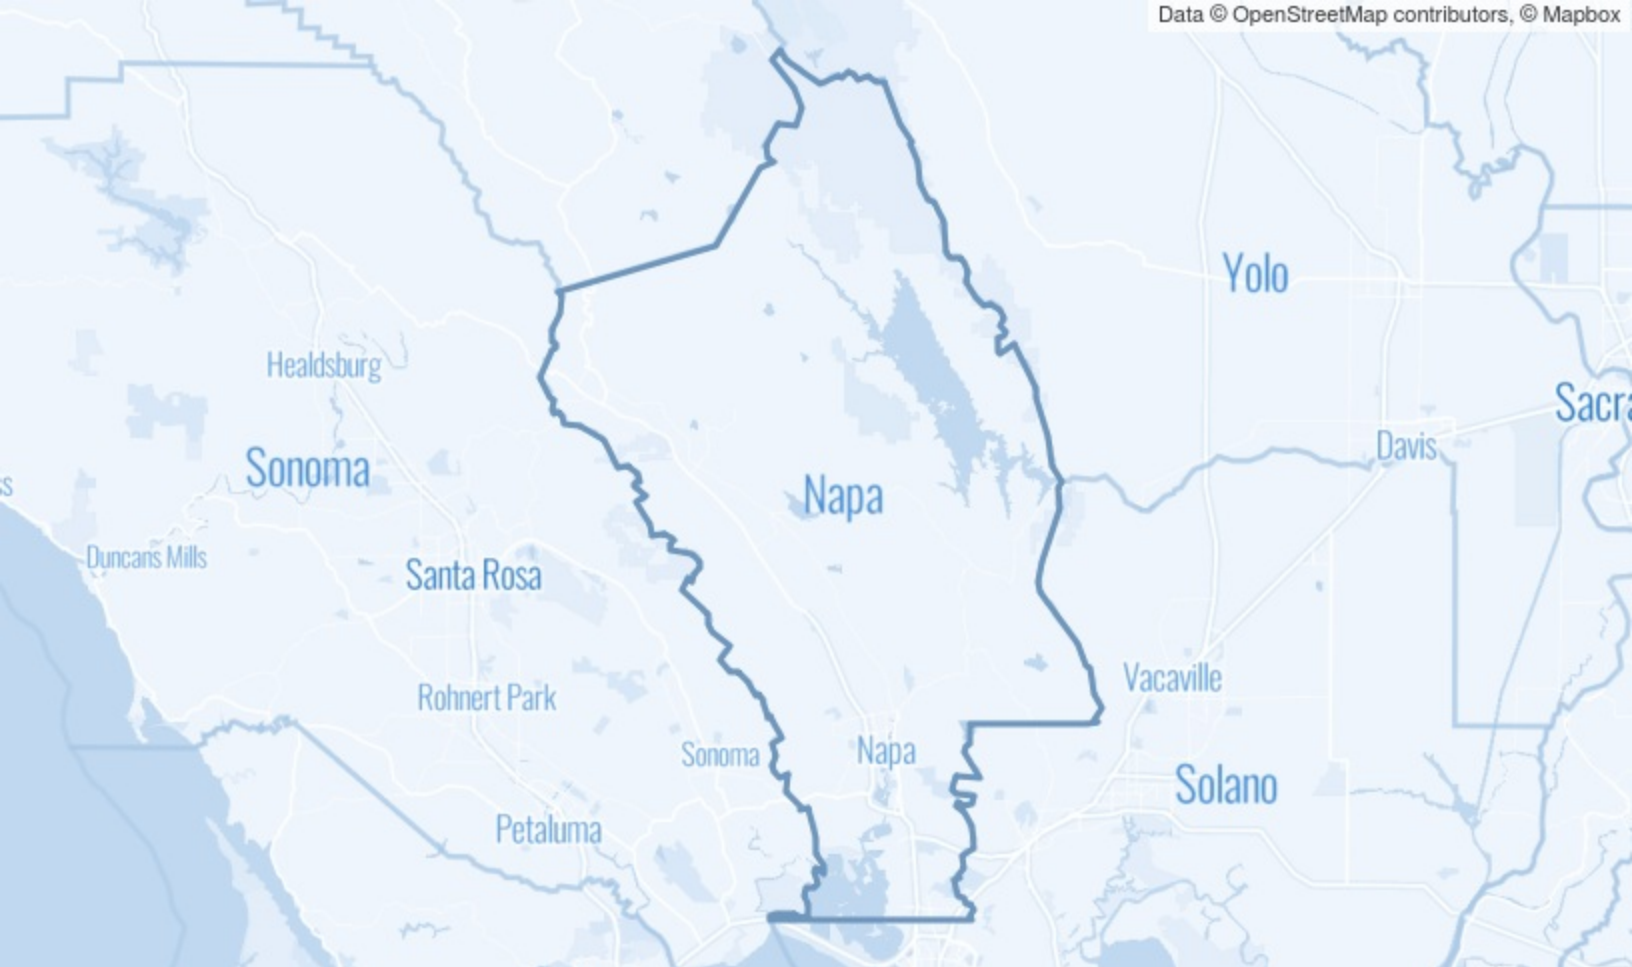 Data © OpenStreetMap contributors, © Mapbox
Yolo
Healdsburg
Sacra
Davis
Sonoma
ss
Napa
Duncans Mills
Santa Rosa
Vacaville
Rohnert Park
Sonoma
Napa
Solano
Petaluma